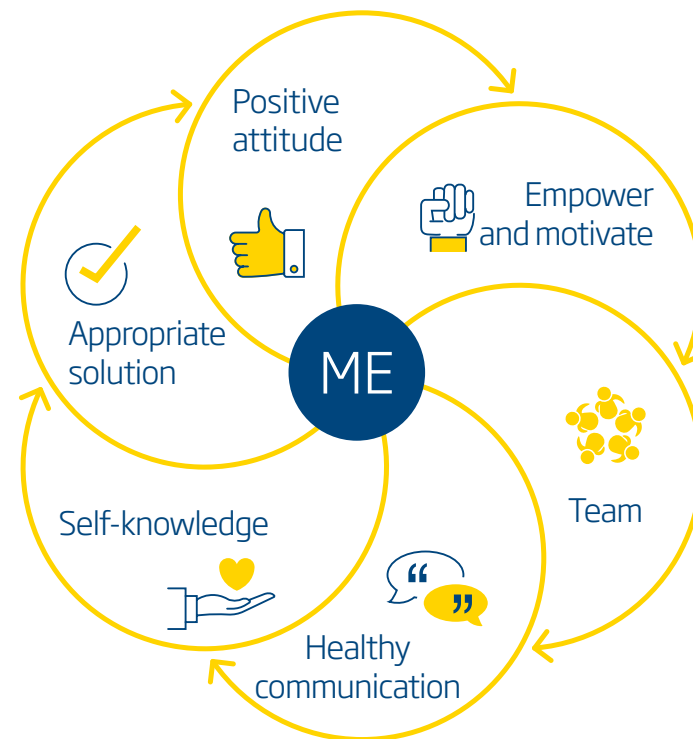 Positive
attitude
Empower
and motivate
Appropriate
solution
ME
Team
Self-knowledge
“
”
Healthy
communication